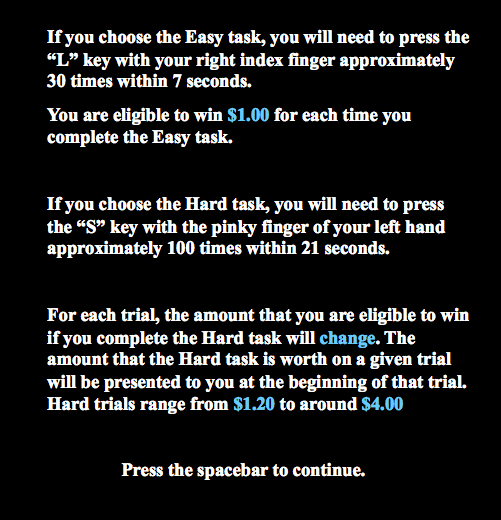 If you choose the Easy task, you will need to press the
“L” key with your right index finger approximately
30 times within 7 seconds.
You are eligible to win $1.00 for each time you
complete the Easy task.
If you choose the Hard task, you will need to press
the “S” key with the pinky finger of your left hand
approximately 100 times within 21 seconds.
For each trial, the amount that you are eligible to win
if you complete the Hard task will change. The
amount that the Hard task is worth on a given trial
will be presented to you at the beginning of that trial.
Hard trials range from $1.20 to around $4.00
Press the spacebar to continue.